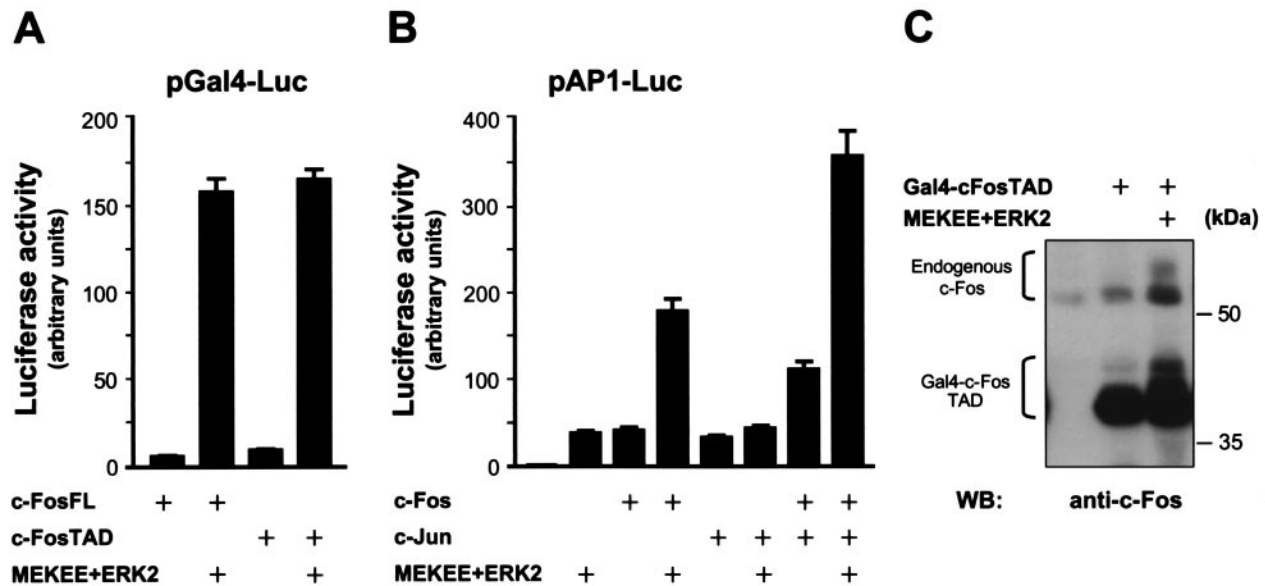 A
pGal4-Luc
Luciferase activity
(arbitrary units)
200
150
100
50
0
c-FosFL + +
c-FosTAD + +
MEKEE+ERK2 + +
B
pAP1-Luc
Luciferase activity
(arbitrary units)
400
300
200
100
0
c-Fos + + + +
c-Jun + + + +
MEKEE+ERK2 + + + +
C
Gal4-cFosTAD + +
MEKEE+ERK2 + (kDa)
Endogenous
c-Fos
– 50
Gal4-c-Fos
TAD
– 35
WB: anti-c-Fos